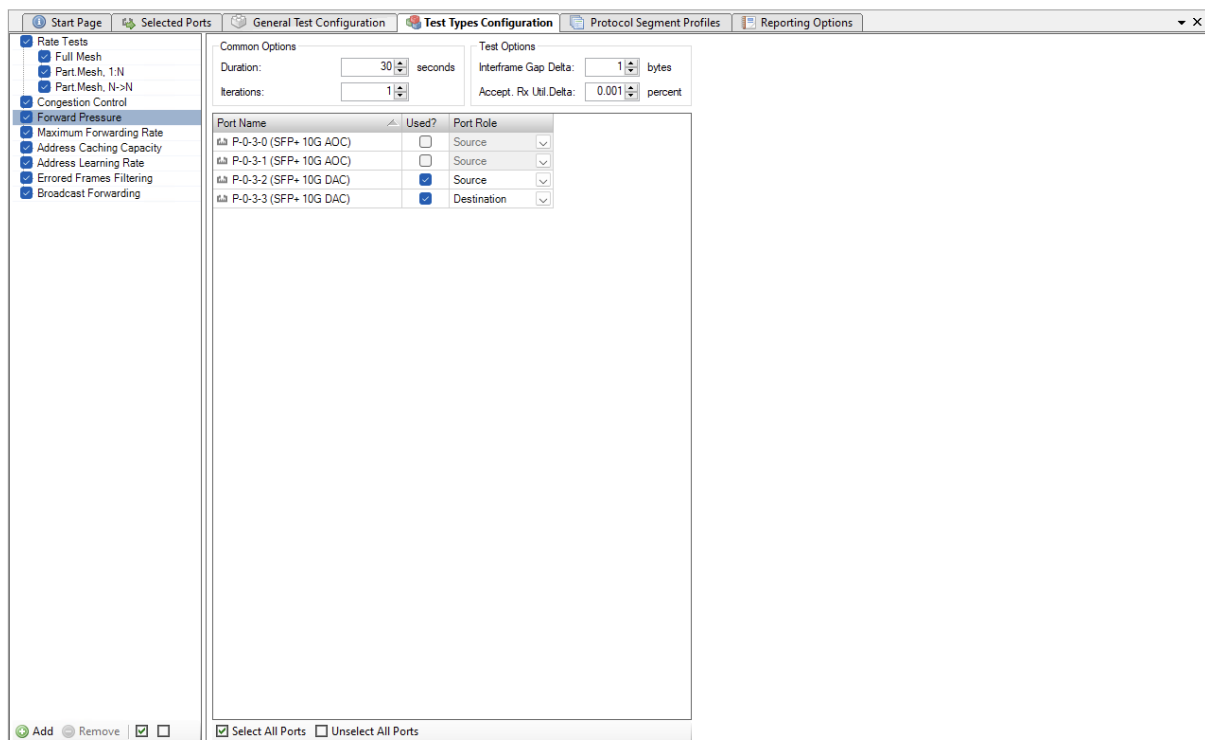 Start Page Selected Ports General Test Configuration Test Types Configuration Protocol Segment Profiles Reporting Options
Rate Tests
Full Mesh
Part.Mesh, 1:N
Part.Mesh, N->N
Congestion Control
Forward Pressure
Maximum Forwarding Rate
Address Caching Capacity
Address Learning Rate
Errored Frames Filtering
Broadcast Forwarding
Common Options
Duration: 30 seconds
Iterations: 1
Test Options
Interframe Gap Delta: 1 bytes
Accept. Rx Util.Delta: 0.001 percent
Port Name Used? Port Role
P-0-3-0 (SFP+ 10G AOC) Source
P-0-3-1 (SFP+ 10G AOC) Source
P-0-3-2 (SFP+ 10G DAC) Source
P-0-3-3 (SFP+ 10G DAC) Destination
Add Remove
Select All Ports Unselect All Ports